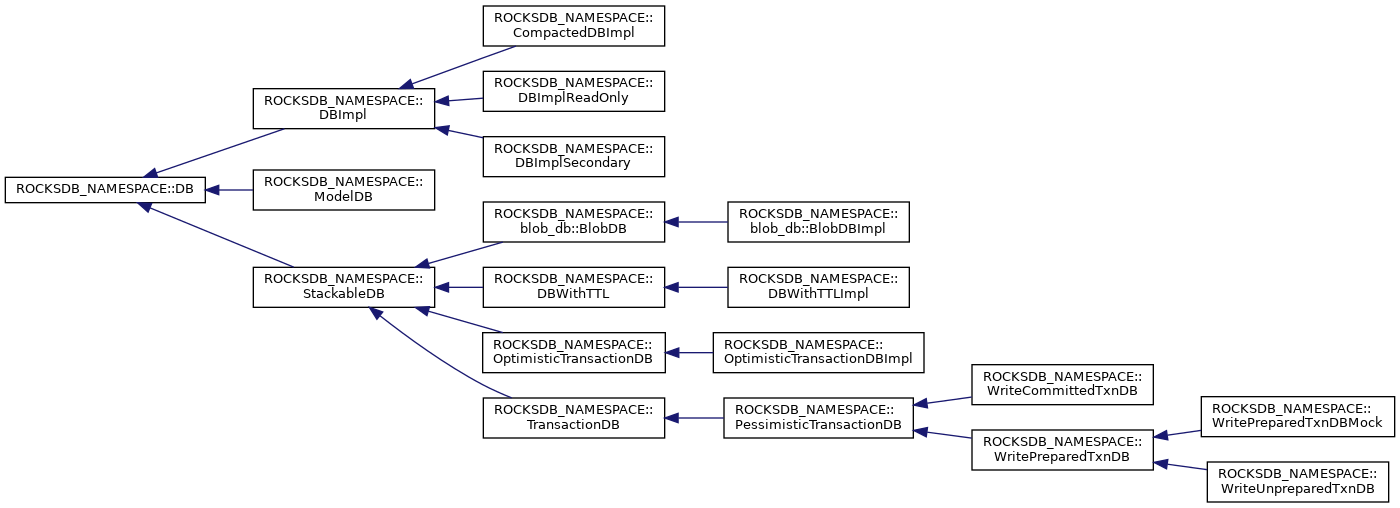 ROCKSDB_NAMESPACE::
CompactedDBImpl
ROCKSDB_NAMESPACE::
DBImplReadOnly
ROCKSDB_NAMESPACE::
DBImpl
ROCKSDB_NAMESPACE::
DBImplSecondary
ROCKSDB_NAMESPACE::DB
ROCKSDB_NAMESPACE::
ModelDB
ROCKSDB_NAMESPACE::
blob_db::BlobDB
ROCKSDB_NAMESPACE::
blob_db::BlobDBImpl
ROCKSDB_NAMESPACE::
StackableDB
ROCKSDB_NAMESPACE::
DBWithTTL
ROCKSDB_NAMESPACE::
DBWithTTLImpl
ROCKSDB_NAMESPACE::
OptimisticTransactionDB
ROCKSDB_NAMESPACE::
OptimisticTransactionDBImpl
ROCKSDB_NAMESPACE::
TransactionDB
ROCKSDB_NAMESPACE::
PessimisticTransactionDB
ROCKSDB_NAMESPACE::
WriteCommittedTxnDB
ROCKSDB_NAMESPACE::
WritePreparedTxnDB
ROCKSDB_NAMESPACE::
WritePreparedTxnDBMock
ROCKSDB_NAMESPACE::
WriteUnpreparedTxnDB